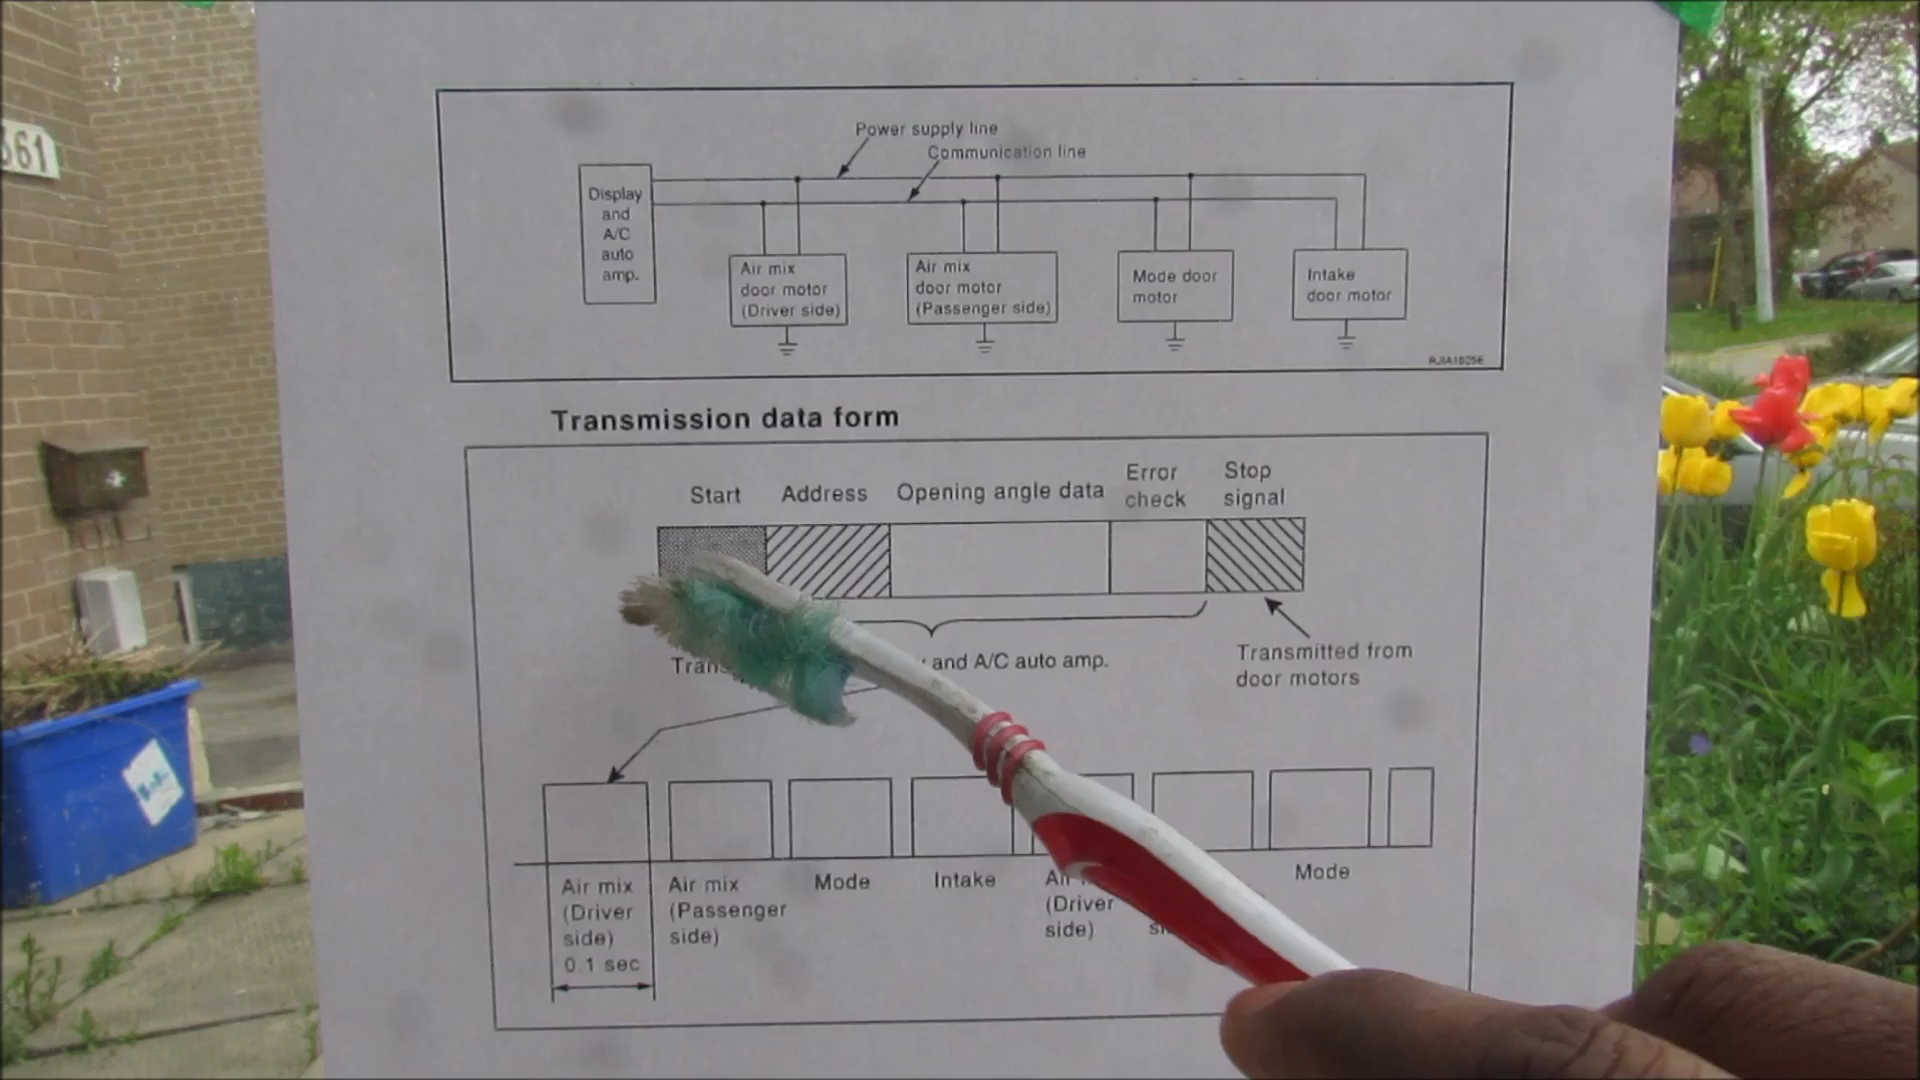 361
Power supply line
Communication line
Display
and
A/C
auto
amp.
Air mix
door motor
(Driver side)
Air mix
door motor
(Passenger side)
Mode door
motor
Intake
door motor
RJIA1625E
Transmission data form
Start
Address
Opening angle data
Error
check
Stop
signal
and A/C auto amp.
Transmitted from
door motors
Air mix
(Driver
side)
0.1 sec
Air mix
(Passenger
side)
Mode
Intake
(Driver
side)
Mode